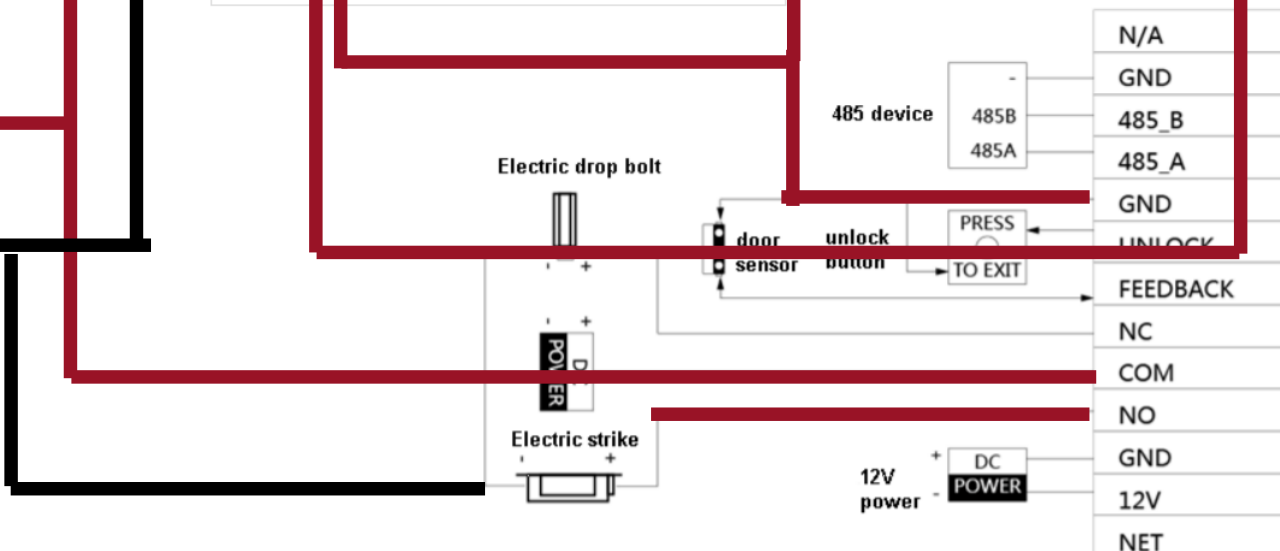 N/A
GND
485 device
-
485B
485_B
485A
485_A
Electric drop bolt
GND
PRESS
door
sensor
unlock
button
UNLOCK
TO EXIT
- +
FEEDBACK
- +
NC
POWER
DC
COM
NO
Electric strike
- +
GND
+
DC
12V
power
-
POWER
12V
NET